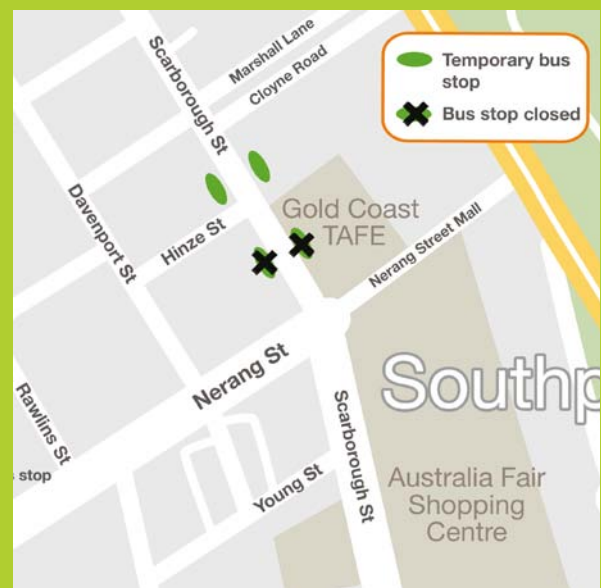 Temporary bus
stop
Bus stop closed
Scarborough St
Marshall Lane
Cloyne Road
Davenport St
Hinze St
Gold Coast
TAFE
Nerang Street Mall
Nerang St
Southp
Rawlins St
stop
Young St
Scarborough St
Australia Fair
Shopping
Centre